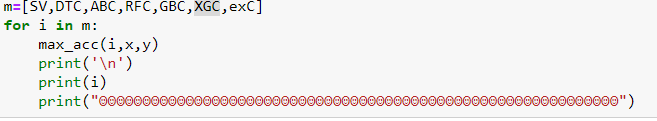 m=[SV,DTC,ABC,RFC,GBC,XGC,exC]
for i in m:
    max_acc(i,x,y)
    print('\n')
    print(i)
    print("@@@@@@@@@@@@@@@@@@@@@@@@@@@@@@@@@@@@@@@@@@@@@@@@@@@@@@@@@@@@")